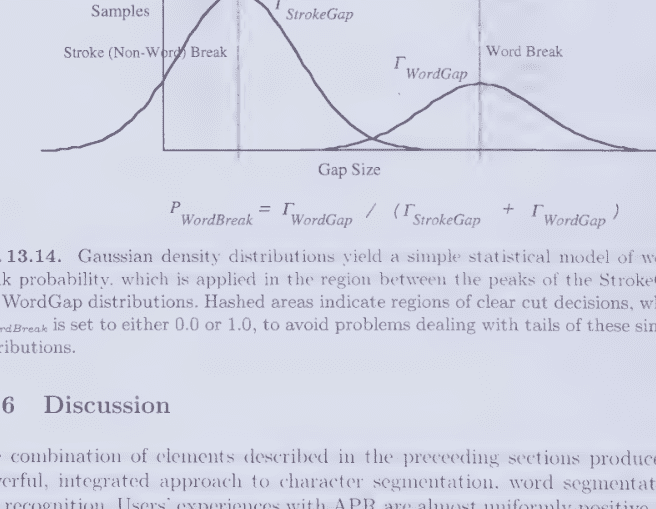 Samples
Γ StrokeGap
Stroke (Non-Word) Break
Word Break
Γ WordGap
Gap Size
P WordBreak = Γ WordGap / (Γ StrokeGap + Γ WordGap )
. 13.14. Gaussian density distributions yield a simple statistical model of w
k probability. which is applied in the region between the peaks of the Stroke
WordGap distributions. Hashed areas indicate regions of clear cut decisions, w
rdBreak is set to either 0.0 or 1.0, to avoid problems dealing with tails of these sim
ributions.
6 Discussion
combination of elements described in the preceeding sections produce
erful, integrated approach to character segmentation. word segmentat
recognition. Users' experiences with APR are almost uniformly positive